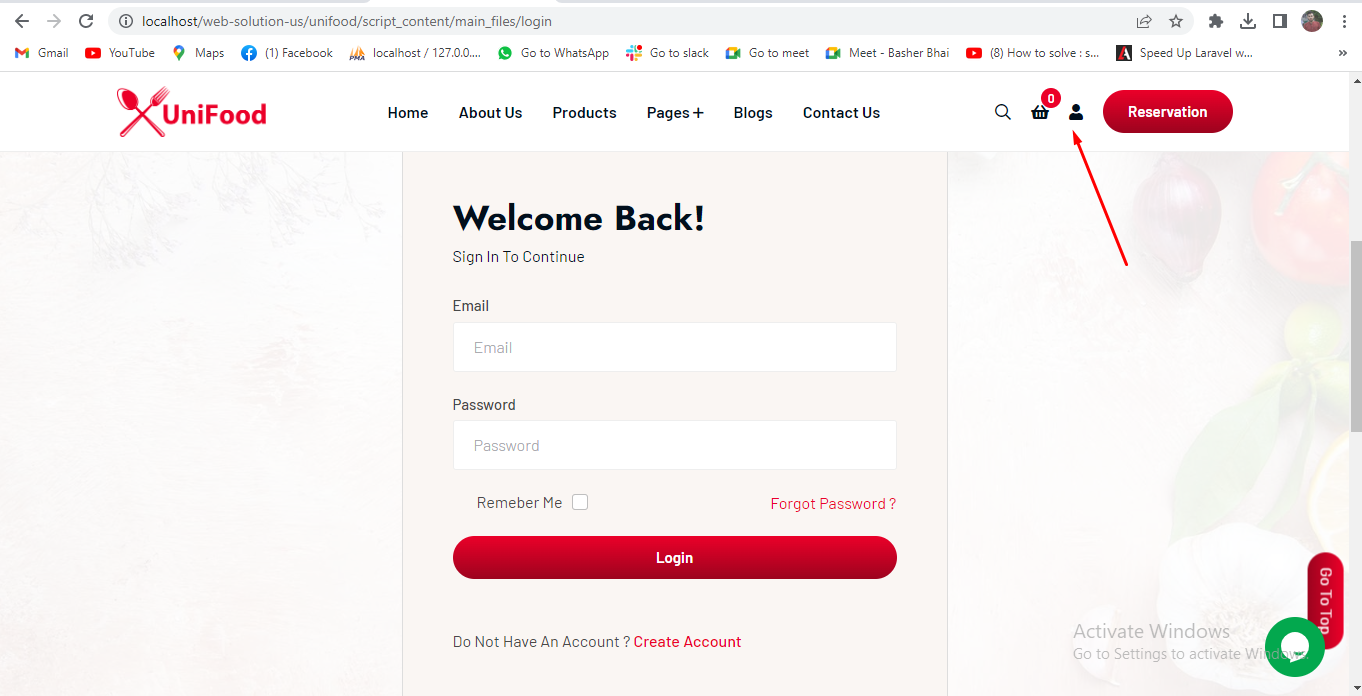 localhost/web-solution-us/unifood/script_content/main_files/login
Gmail YouTube Maps (1) Facebook localhost / 127.0.0.... Go to WhatsApp Go to slack Go to meet Meet - Basher Bhai (8) How to solve : s... Speed Up Laravel w... »
UniFood Home About Us Products Pages + Blogs Contact Us 0 Reservation
Welcome Back!
Sign In To Continue
Email
Email
Password
Password
Remeber Me Forgot Password ?
Login
Go To Top
Do Not Have An Account ? Create Account
Activate Windows
Go to Settings to activate Windows.